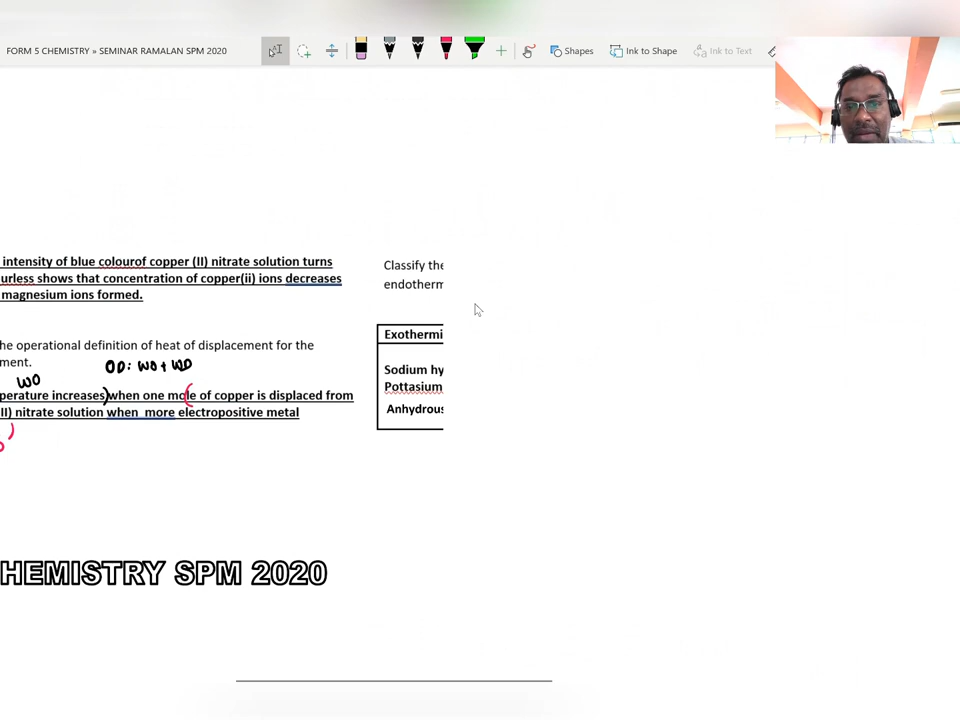 FORM 5 CHEMISTRY » SEMINAR RAMALAN SPM 2020
Shapes
Ink to Shape
Ink to Text
intensity of blue colourof copper (II) nitrate solution turns
urless shows that concentration of copper(ii) ions decreases
magnesium ions formed.
he operational definition of heat of displacement for the
ment.
OD: WO + WD
WO
perature increases) when one mole of copper is displaced from
II) nitrate solution when more electropositive metal
Classify the
endotherm
Exothermi
Sodium hy
Pottasium
Anhydrous
HEMISTRY SPM 2020